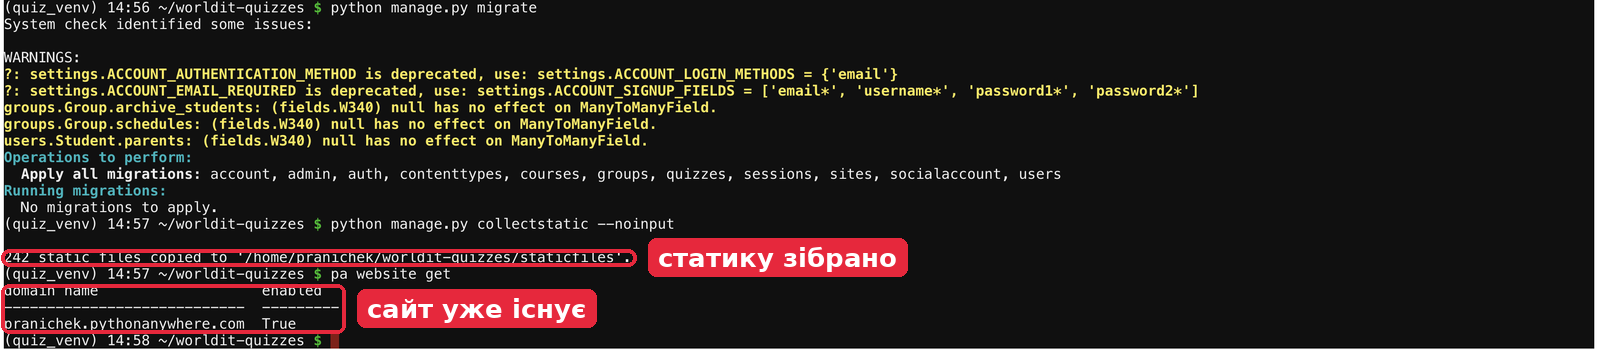 (quiz_venv) 14:56 ~/worldit-quizzes $ python manage.py migrate
System check identified some issues:
WARNINGS:
?: settings.ACCOUNT_AUTHENTICATION_METHOD is deprecated, use: settings.ACCOUNT_LOGIN_METHODS = {'email'}
?: settings.ACCOUNT_EMAIL_REQUIRED is deprecated, use: settings.ACCOUNT_SIGNUP_FIELDS = ['email*', 'username*', 'password1*', 'password2*']
groups.Group.archive_students: (fields.W340) null has no effect on ManyToManyField.
groups.Group.schedules: (fields.W340) null has no effect on ManyToManyField.
users.Student.parents: (fields.W340) null has no effect on ManyToManyField.
Operations to perform:
  Apply all migrations: account, admin, auth, contenttypes, courses, groups, quizzes, sessions, sites, socialaccount, users
Running migrations:
  No migrations to apply.
(quiz_venv) 14:57 ~/worldit-quizzes $ python manage.py collectstatic --noinput
242 static files copied to '/home/pranichek/worldit-quizzes/staticfiles'.
статику зібрано
(quiz_venv) 14:57 ~/worldit-quizzes $ pa website get
domain name                   enabled
----------------------------  ---------
pranichek.pythonanywhere.com  True
сайт уже існує
(quiz_venv) 14:58 ~/worldit-quizzes $